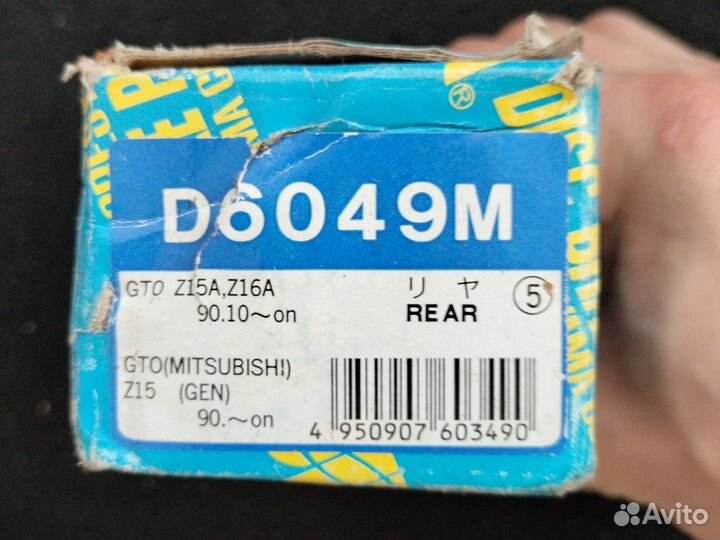 ®
D6049M
GTO Z15A,Z16A リヤ ⑤
90.10～on REAR
GTO(MITSUBISHI)
Z15 (GEN)
90.～on
4 950907 603490
Avito